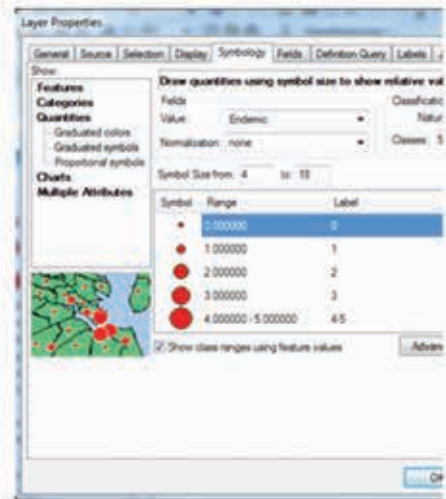 Layer Properties
General Source Selection Display Symbology Fields Definition Query Labels
Show:
Features
Categories
Quantities
Graduated colors
Graduated symbols
Proportional symbols
Charts
Multiple Attributes
Draw quantities using symbol size to show relative
Fields
Value: Endemic
Normalization: none
Classes: 5
Symbol Size from: 4 to:
Symbol Range Label
0.000000 0
1.000000 1
2.000000 2
3.000000 3
4.000000 - 5.000000 4-5
Show class ranges using feature values